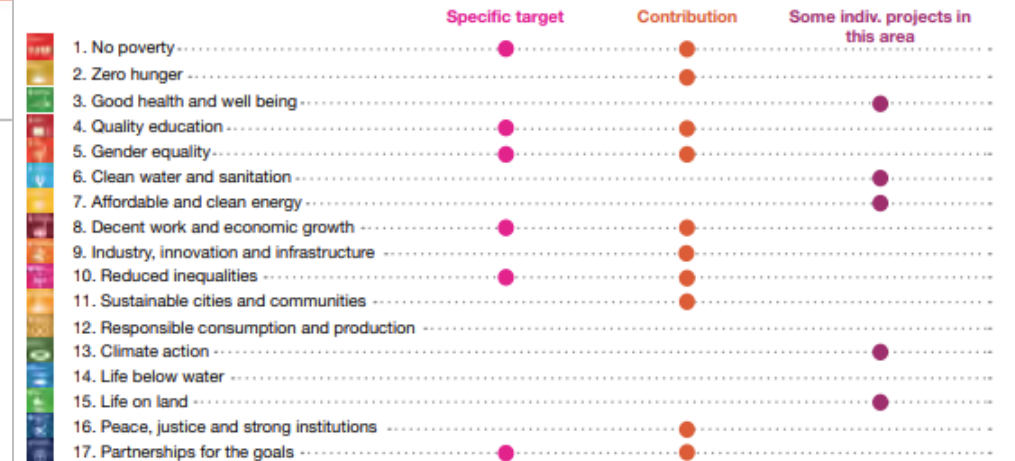 Specific target
Contribution
Some indiv. projects in
this area
1. No poverty
2. Zero hunger
3. Good health and well being
4. Quality education
5. Gender equality
6. Clean water and sanitation
7. Affordable and clean energy
8. Decent work and economic growth
9. Industry, innovation and infrastructure
10. Reduced inequalities
11. Sustainable cities and communities
12. Responsible consumption and production
13. Climate action
14. Life below water
15. Life on land
16. Peace, justice and strong institutions
17. Partnerships for the goals